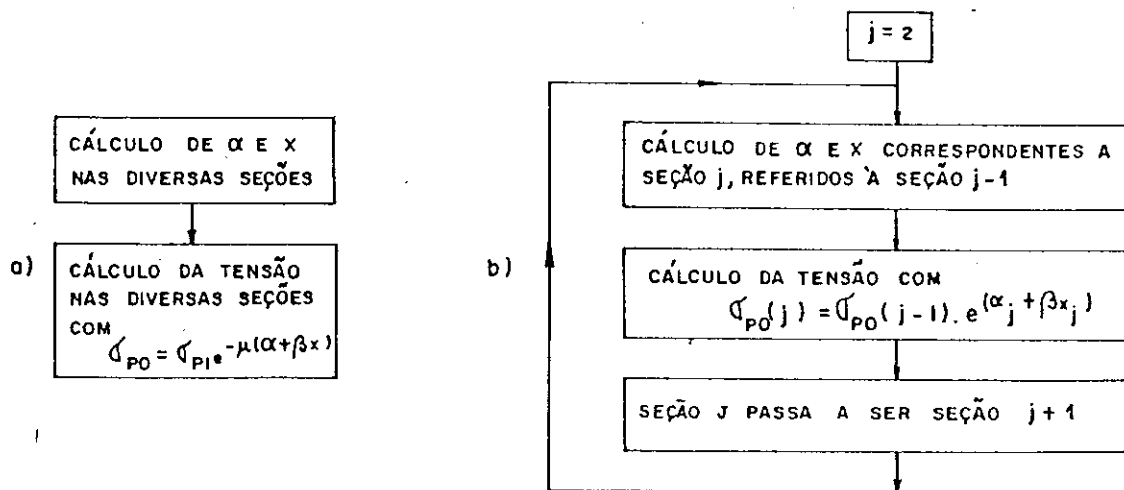 a)
CÁLCULO DE α E X
NAS DIVERSAS SEÇÕES
CÁLCULO DA TENSÃO
NAS DIVERSAS SEÇÕES
COM
σPO = σPI e^-μ(α+βx)
b)
j = 2
CÁLCULO DE α E X CORRESPONDENTES A
SEÇÃO j, REFERIDOS À SEÇÃO j-1
CÁLCULO DA TENSÃO COM
σPO(j) = σPO(j-1). e^(αj + βxj)
SEÇÃO J PASSA A SER SEÇÃO j+1